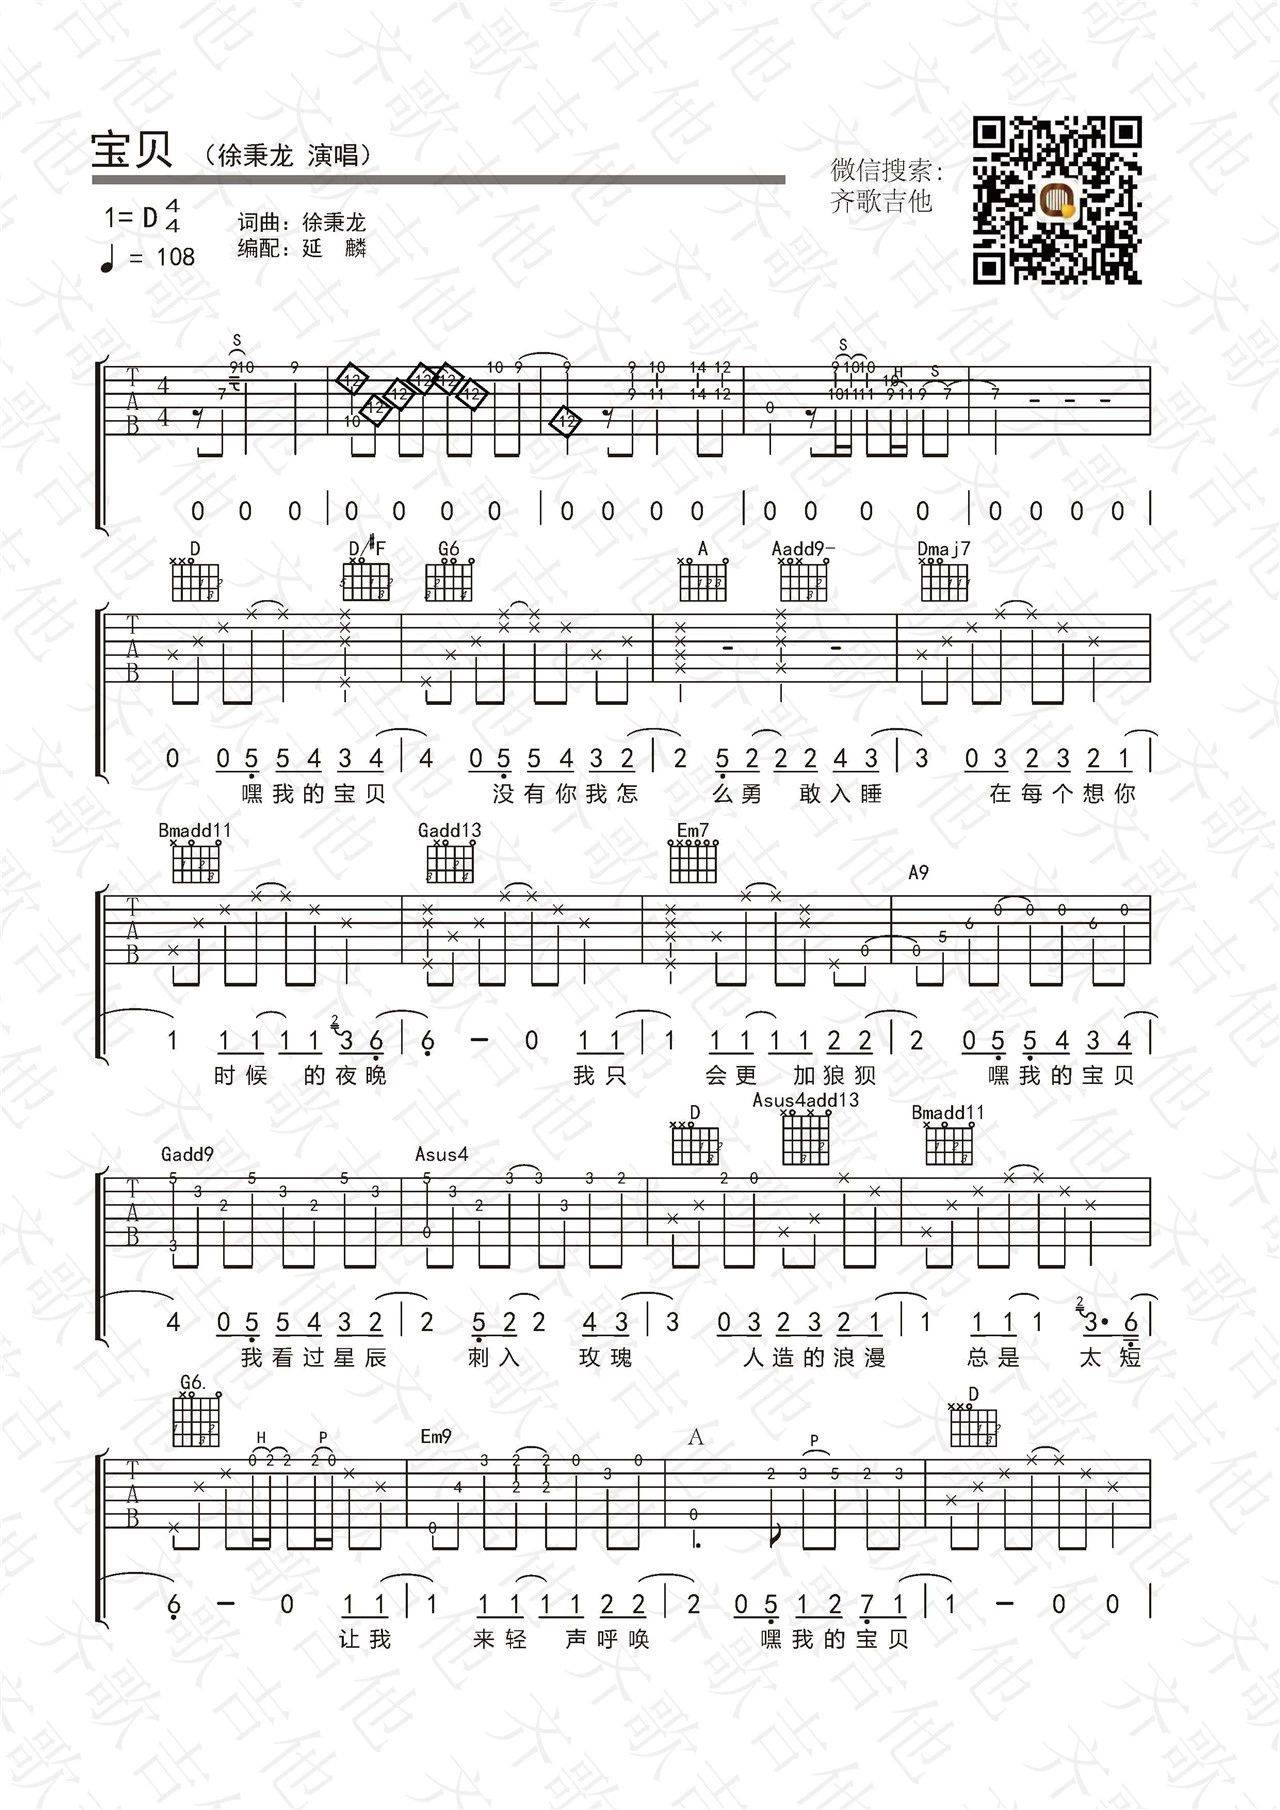 宝贝 （徐秉龙 演唱）
微信搜索：
齐歌吉他
1= D 4/4
词曲：徐秉龙
♩ = 108
编配：延 麟
S
S H S
0 0 0 | 0 0 0 0 | 0 0 0 0 | 0 0 0 0 | 0 0 0 0 |
D D/#F G6 A Aadd9- Dmaj7
0 0 5 5 4 3 4 | 4 0 5 5 4 3 2 | 2 5 2 2 2 4 3 | 3 0 3 2 3 2 1 |
嘿我的宝贝 没有你我怎 么勇 敢入睡 在每个想你
Bmadd11 Gadd13 Em7 A9
1 1 1 1 1 2 3 6 | 6 - 0 1 1 | 1 1 1 1 1 2 2 | 2 0 5 5 4 3 4 |
时候 的夜晚 我只 会更 加狼狈 嘿我的宝贝
Gadd9 Asus4 D Asus4add13 Bmadd11
4 0 5 5 4 3 2 | 2 5 2 2 4 3 | 3 0 3 2 3 2 1 | 1 1 1 1 2 3· 6 |
我看过星辰 刺入 玫瑰 人造的浪漫 总是 太短
G6. H P Em9 A P D
6 - 0 1 1 | 1 1 1 1 1 2 2 | 2 0 5 1 2 7 1 | 1 - 0 0 |
让我 来轻 声呼唤 嘿我的宝贝